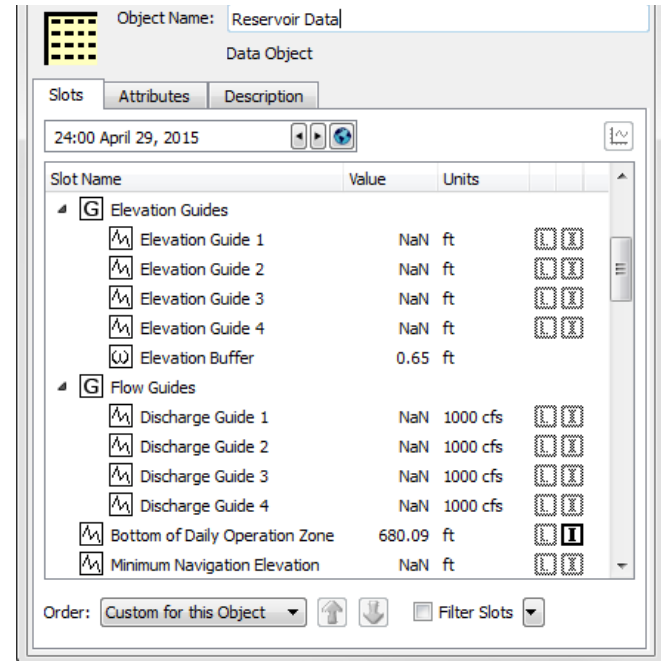 Object Name: Reservoir Data
Data Object
Slots Attributes Description
24:00 April 29, 2015
Slot Name Value Units
G Elevation Guides
Elevation Guide 1 NaN ft L I
Elevation Guide 2 NaN ft L I
Elevation Guide 3 NaN ft L I
Elevation Guide 4 NaN ft L I
ω Elevation Buffer 0.65 ft
G Flow Guides
Discharge Guide 1 NaN 1000 cfs L I
Discharge Guide 2 NaN 1000 cfs L I
Discharge Guide 3 NaN 1000 cfs L I
Discharge Guide 4 NaN 1000 cfs L I
Bottom of Daily Operation Zone 680.09 ft L I
Minimum Navigation Elevation NaN ft L I
Order: Custom for this Object Filter Slots